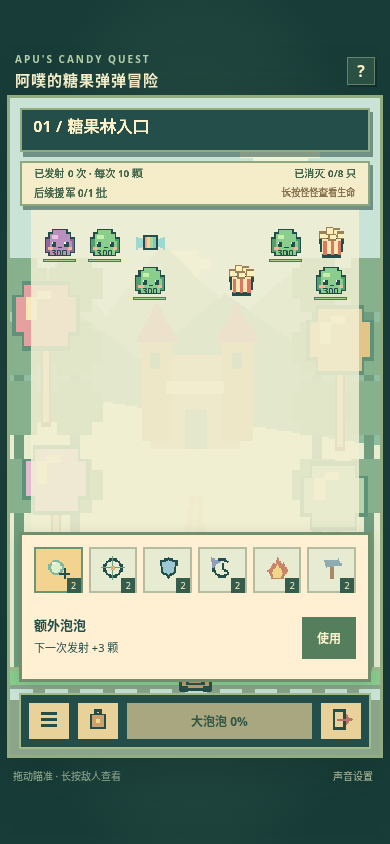 APU'S CANDY QUEST
阿噗的糖果弹弹冒险
?
01 / 糖果林入口
已发射 0 次 · 每次 10 颗
已消灭 0/8 只
后续援军 0/1 批
长按怪怪查看生命
300 300 300
300 300
2 2 2 2 2 2
额外泡泡
下一次发射 +3 颗
使用
大泡泡 0%
拖动瞄准 · 长按敌人查看
声音设置